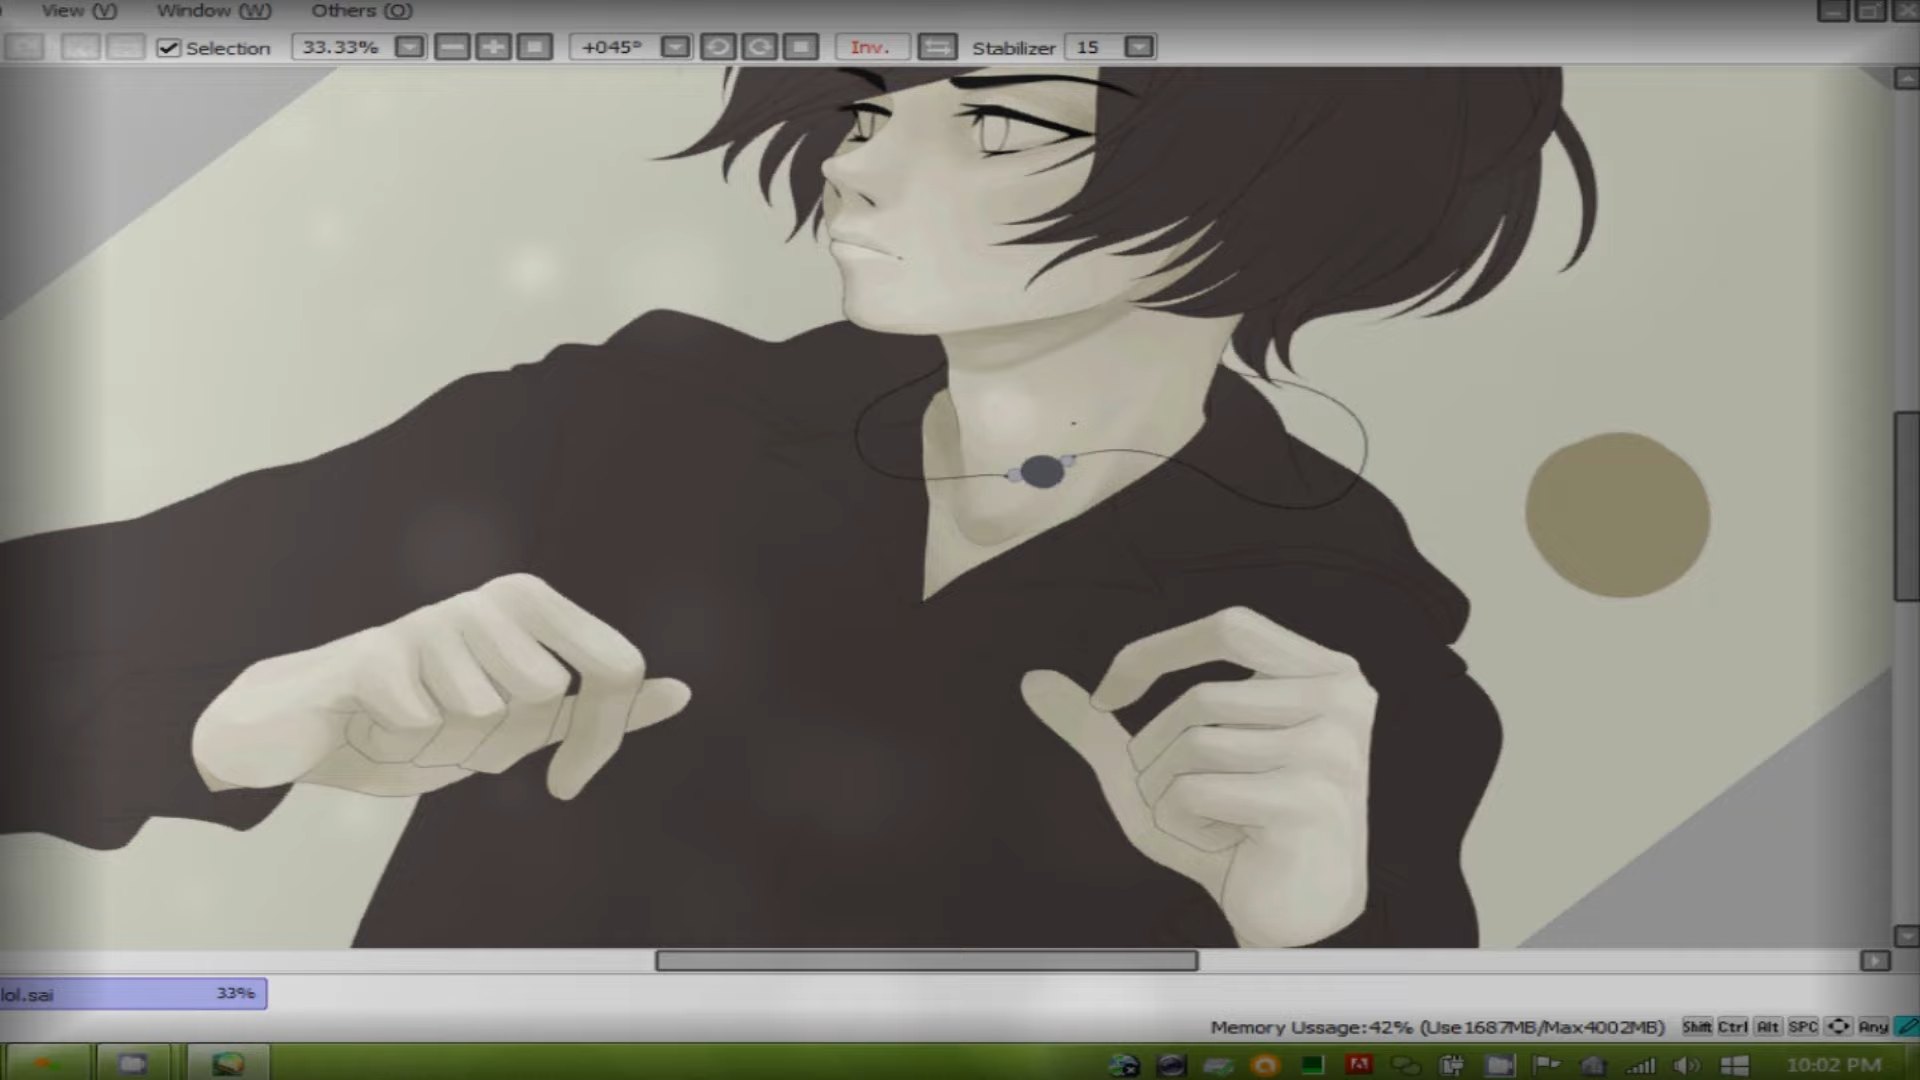 View (V) Window (W) Others (O)
Selection 33.33% +045° Inv. Stabilizer 15
lol.sai 33%
Memory Ussage:42% (Use1687MB/Max4002MB) Shift Ctrl Alt SPC Any
10:02 PM